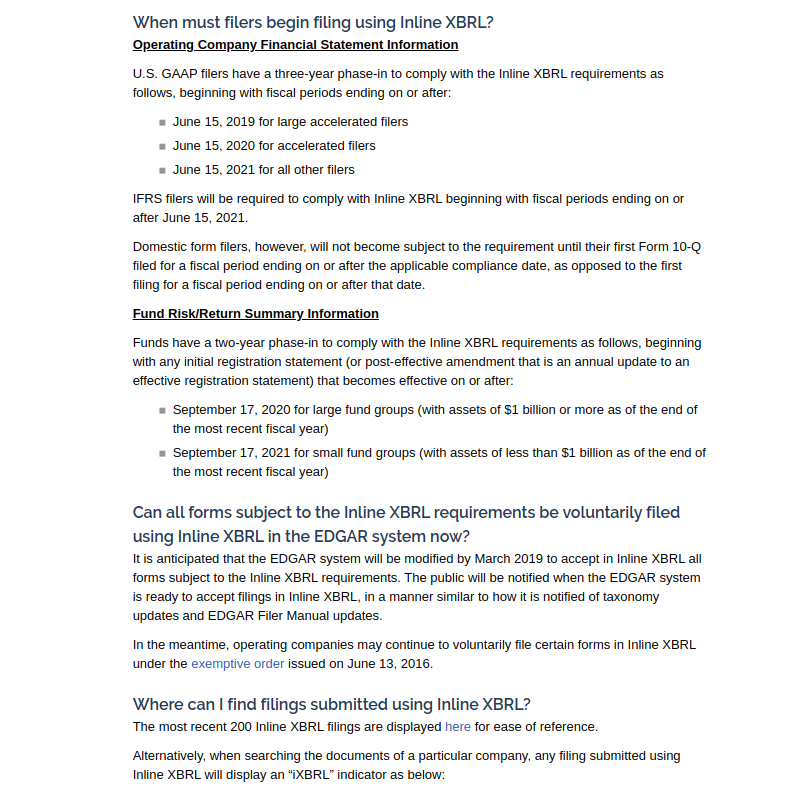 When must filers begin filing using Inline XBRL?
Operating Company Financial Statement Information
U.S. GAAP filers have a three-year phase-in to comply with the Inline XBRL requirements as
follows, beginning with fiscal periods ending on or after:
June 15, 2019 for large accelerated filers
June 15, 2020 for accelerated filers
June 15, 2021 for all other filers
IFRS filers will be required to comply with Inline XBRL beginning with fiscal periods ending on or
after June 15, 2021.
Domestic form filers, however, will not become subject to the requirement until their first Form 10-Q
filed for a fiscal period ending on or after the applicable compliance date, as opposed to the first
filing for a fiscal period ending on or after that date.
Fund Risk/Return Summary Information
Funds have a two-year phase-in to comply with the Inline XBRL requirements as follows, beginning
with any initial registration statement (or post-effective amendment that is an annual update to an
effective registration statement) that becomes effective on or after:
September 17, 2020 for large fund groups (with assets of $1 billion or more as of the end of
the most recent fiscal year)
September 17, 2021 for small fund groups (with assets of less than $1 billion as of the end of
the most recent fiscal year)
Can all forms subject to the Inline XBRL requirements be voluntarily filed
using Inline XBRL in the EDGAR system now?
It is anticipated that the EDGAR system will be modified by March 2019 to accept in Inline XBRL all
forms subject to the Inline XBRL requirements. The public will be notified when the EDGAR system
is ready to accept filings in Inline XBRL, in a manner similar to how it is notified of taxonomy
updates and EDGAR Filer Manual updates.
In the meantime, operating companies may continue to voluntarily file certain forms in Inline XBRL
under the exemptive order issued on June 13, 2016.
Where can I find filings submitted using Inline XBRL?
The most recent 200 Inline XBRL filings are displayed here for ease of reference.
Alternatively, when searching the documents of a particular company, any filing submitted using
Inline XBRL will display an “iXBRL” indicator as below: